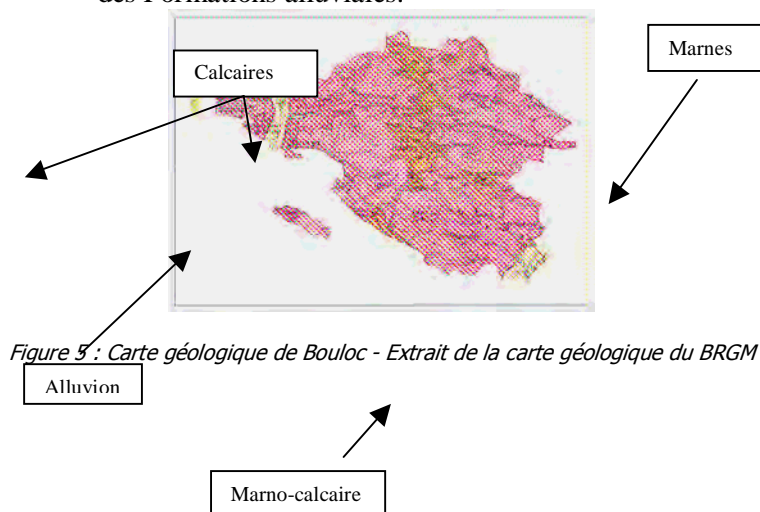 des Formations alluviales.
Calcaires
Marnes
Figure 5 : Carte géologique de Bouloc - Extrait de la carte géologique du BRGM
Alluvion
Marno-calcaire